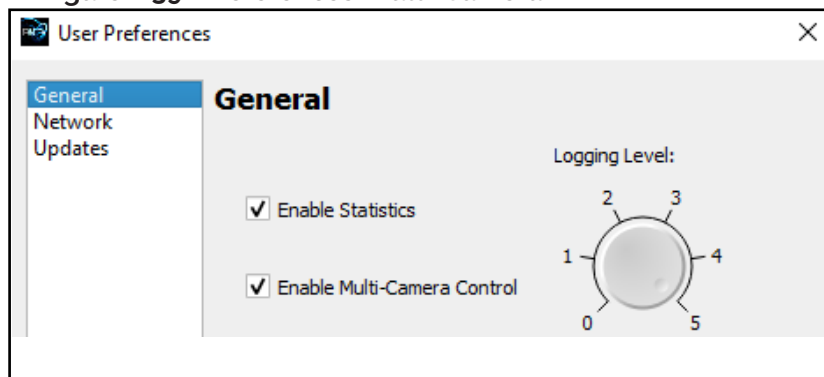 User Preferences
General
Network
Updates
General
Logging Level:
Enable Statistics
Enable Multi-Camera Control
0
1
2
3
4
5